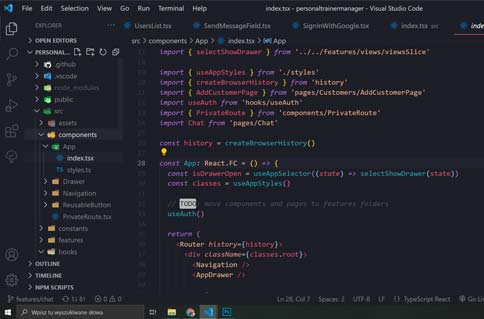 File Edit Selection View Go Run Terminal Help
index.tsx - personaltrainermanager - Visual Studio Code
EXPLORER
UsersList.tsx
SendMessageField.tsx
SignInWithGoogle.tsx
index.tsx src
src > components > App > index.tsx > App
OPEN EDITORS
PERSONAL...
.github
.vscode
node_modules
public
src
assets
components
App
index.tsx
styles.ts
Drawer
Navigation
ReusableButton
PrivateRoute.tsx
constants
features
hooks
OUTLINE
TIMELINE
NPM SCRIPTS
import { selectShowDrawer } from '../../features/views/viewsSlice'
import { useAppStyles } from './styles'
import { createBrowserHistory } from 'history'
import { AddCustomerPage } from 'pages/Customers/AddCustomerPage'
import useAuth from 'hooks/useAuth'
import { PrivateRoute } from 'components/PrivateRoute'
import Chat from 'pages/Chat'
const history = createBrowserHistory()
28 const App: React.FC = () => {
const isDrawerOpen = useAppSelector((state) => selectShowDrawer(state))
const classes = useAppStyles()
// TODO: move components and pages to features folders
useAuth()
return (
<Router history={history}>
<div className={classes.root}>
<Navigation />
<AppDrawer />
features/chat
0 0
Ln 28, Col 7 Spaces: 2 UTF-8 LF TypeScript React Go Liv
Wpisz tu wyszukiwane słowa